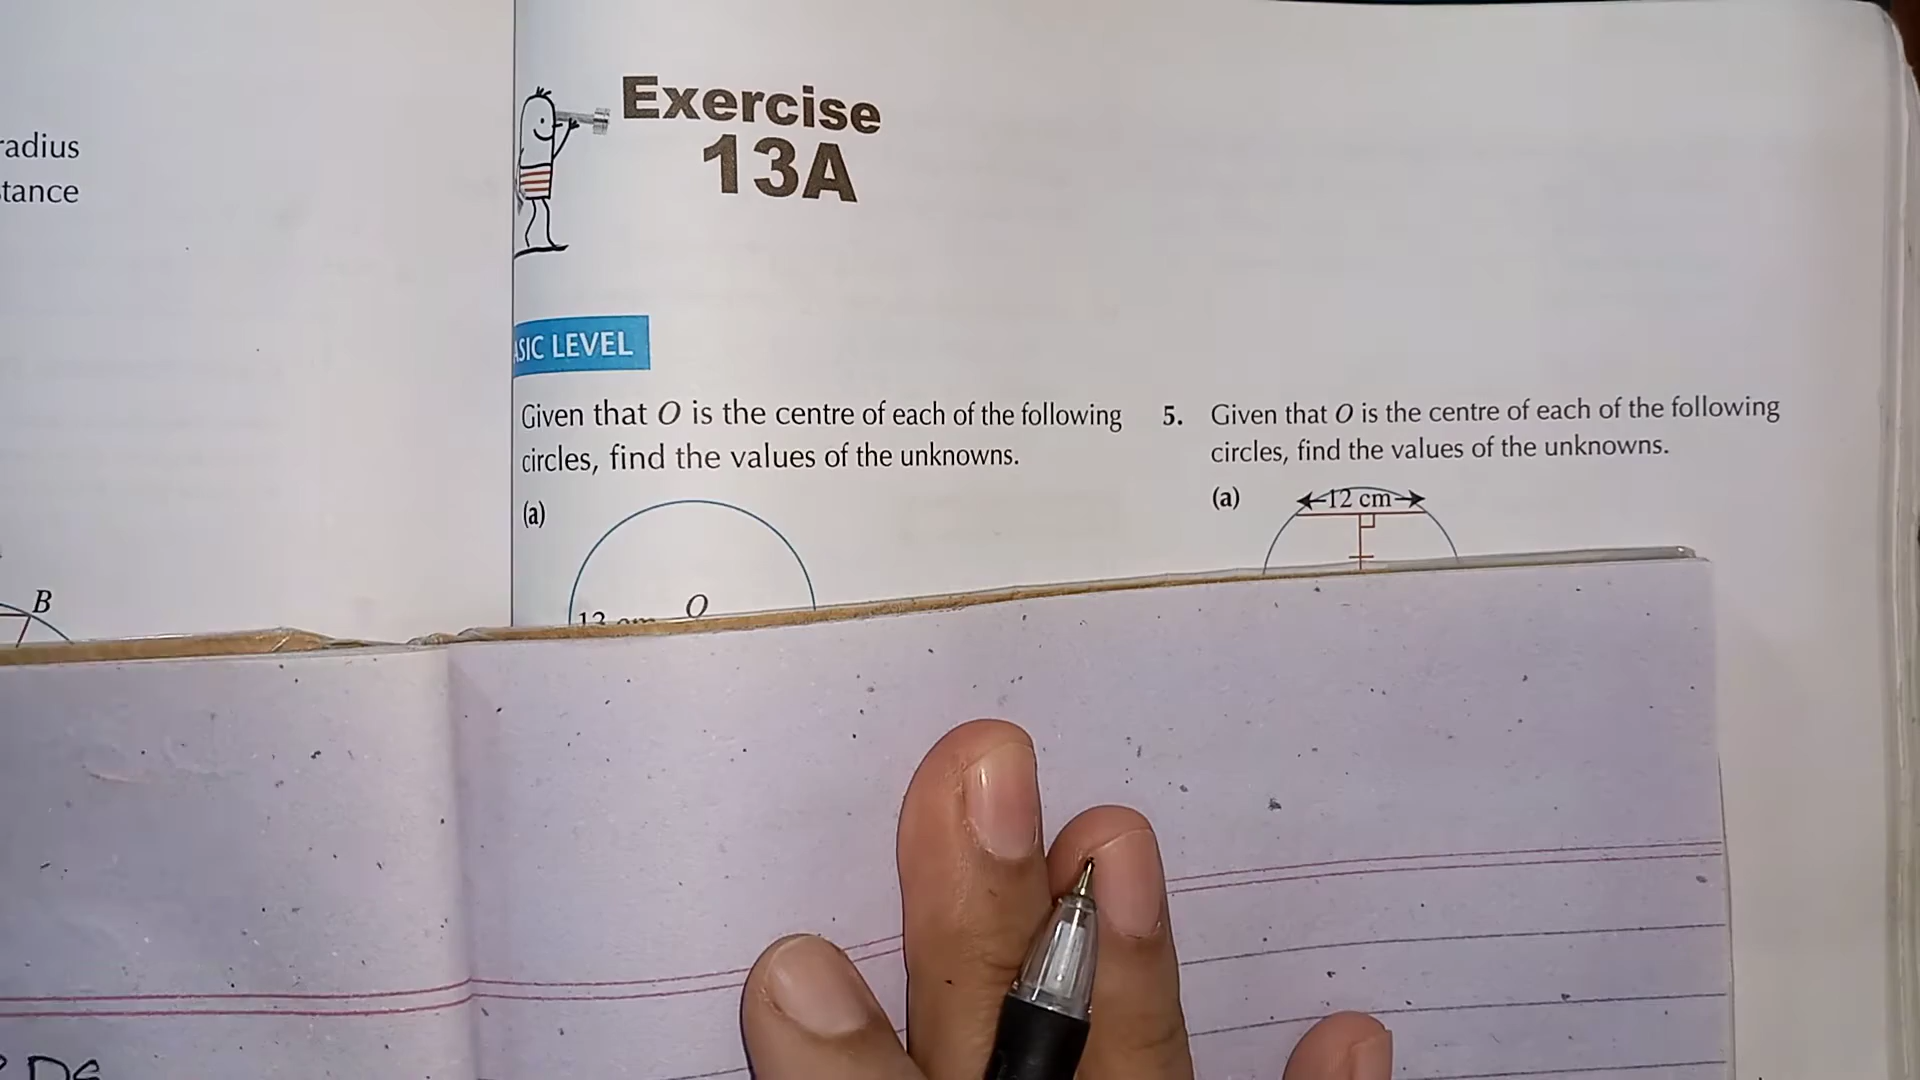 radius
tance
B
Exercise
13A
ASIC LEVEL
Given that O is the centre of each of the following
circles, find the values of the unknowns.
(a)
O
5. Given that O is the centre of each of the following
circles, find the values of the unknowns.
(a)
12 cm